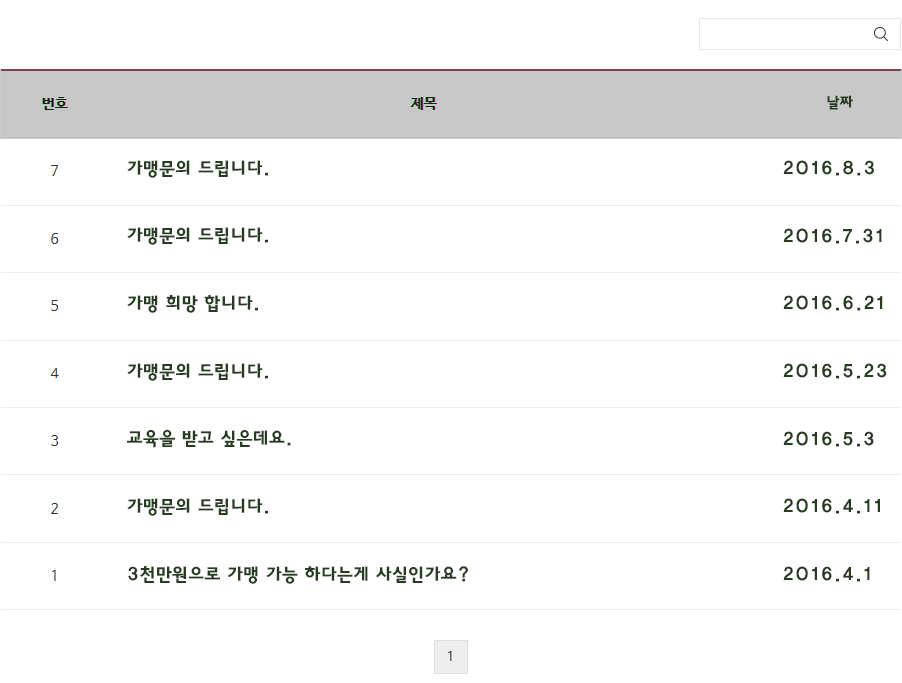 번호 제목 날짜
7 가맹문의 드립니다. 2016.8.3
6 가맹문의 드립니다. 2016.7.31
5 가맹 희망 합니다. 2016.6.21
4 가맹문의 드립니다. 2016.5.23
3 교육을 받고 싶은데요. 2016.5.3
2 가맹문의 드립니다. 2016.4.11
1 3천만원으로 가맹 가능 하다는게 사실인가요? 2016.4.1
1